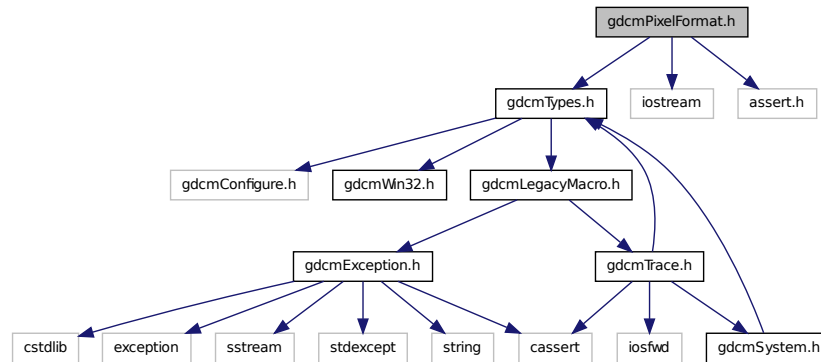 gdcmPixelFormat.h
gdcmTypes.h
iostream
assert.h
gdcmConfigure.h
gdcmWin32.h
gdcmLegacyMacro.h
gdcmException.h
gdcmTrace.h
cstdlib
exception
sstream
stdexcept
string
cassert
iosfwd
gdcmSystem.h